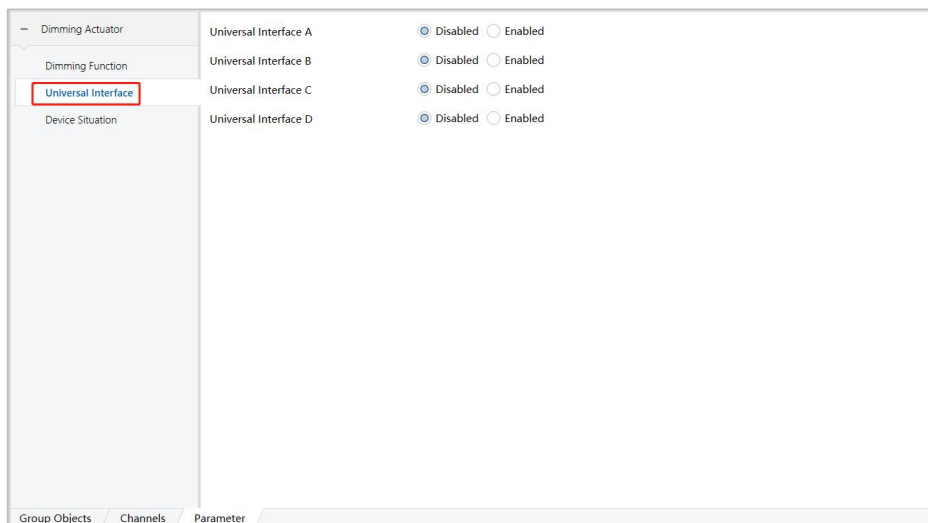 Dimming Actuator
Dimming Function
Universal Interface
Device Situation
Universal Interface A Disabled Enabled
Universal Interface B Disabled Enabled
Universal Interface C Disabled Enabled
Universal Interface D Disabled Enabled
Group Objects Channels Parameter